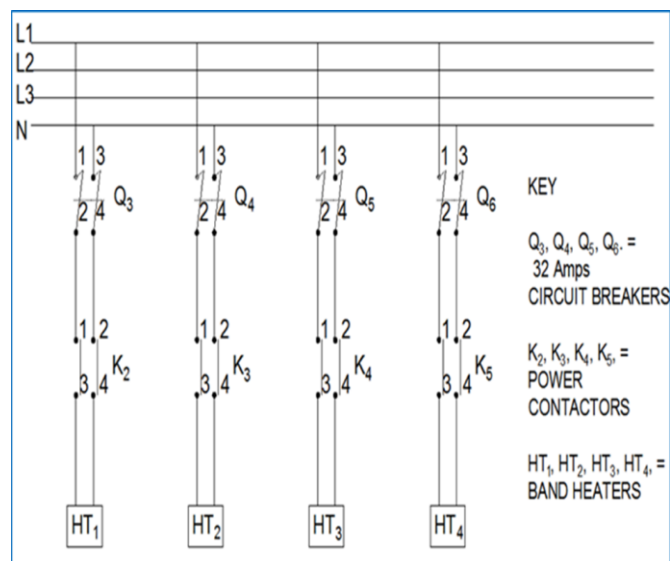 L1
L2
L3
N
1 3 1 3 1 3 1 3
Q₃ Q₄ Q₅ Q₆
2 4 2 4 2 4 2 4
1 2 1 2 1 2 1 2
K₂ K₃ K₄ K₅
3 4 3 4 3 4 3 4
HT₁ HT₂ HT₃ HT₄
KEY
Q₃, Q₄, Q₅, Q₆. =
32 Amps
CIRCUIT BREAKERS
K₂, K₃, K₄, K₅, =
POWER
CONTACTORS
HT₁, HT₂, HT₃, HT₄, =
BAND HEATERS